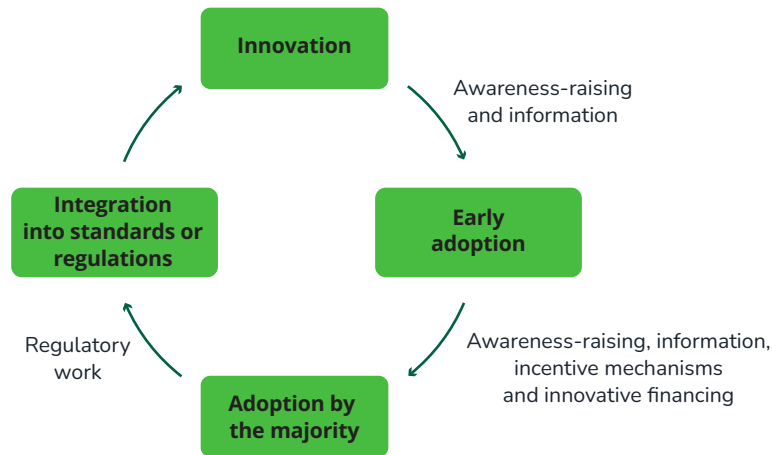 Innovation
Awareness-raising
and information
Early
adoption
Awareness-raising, information,
incentive mechanisms
and innovative financing
Adoption by
the majority
Regulatory
work
Integration
into standards or
regulations